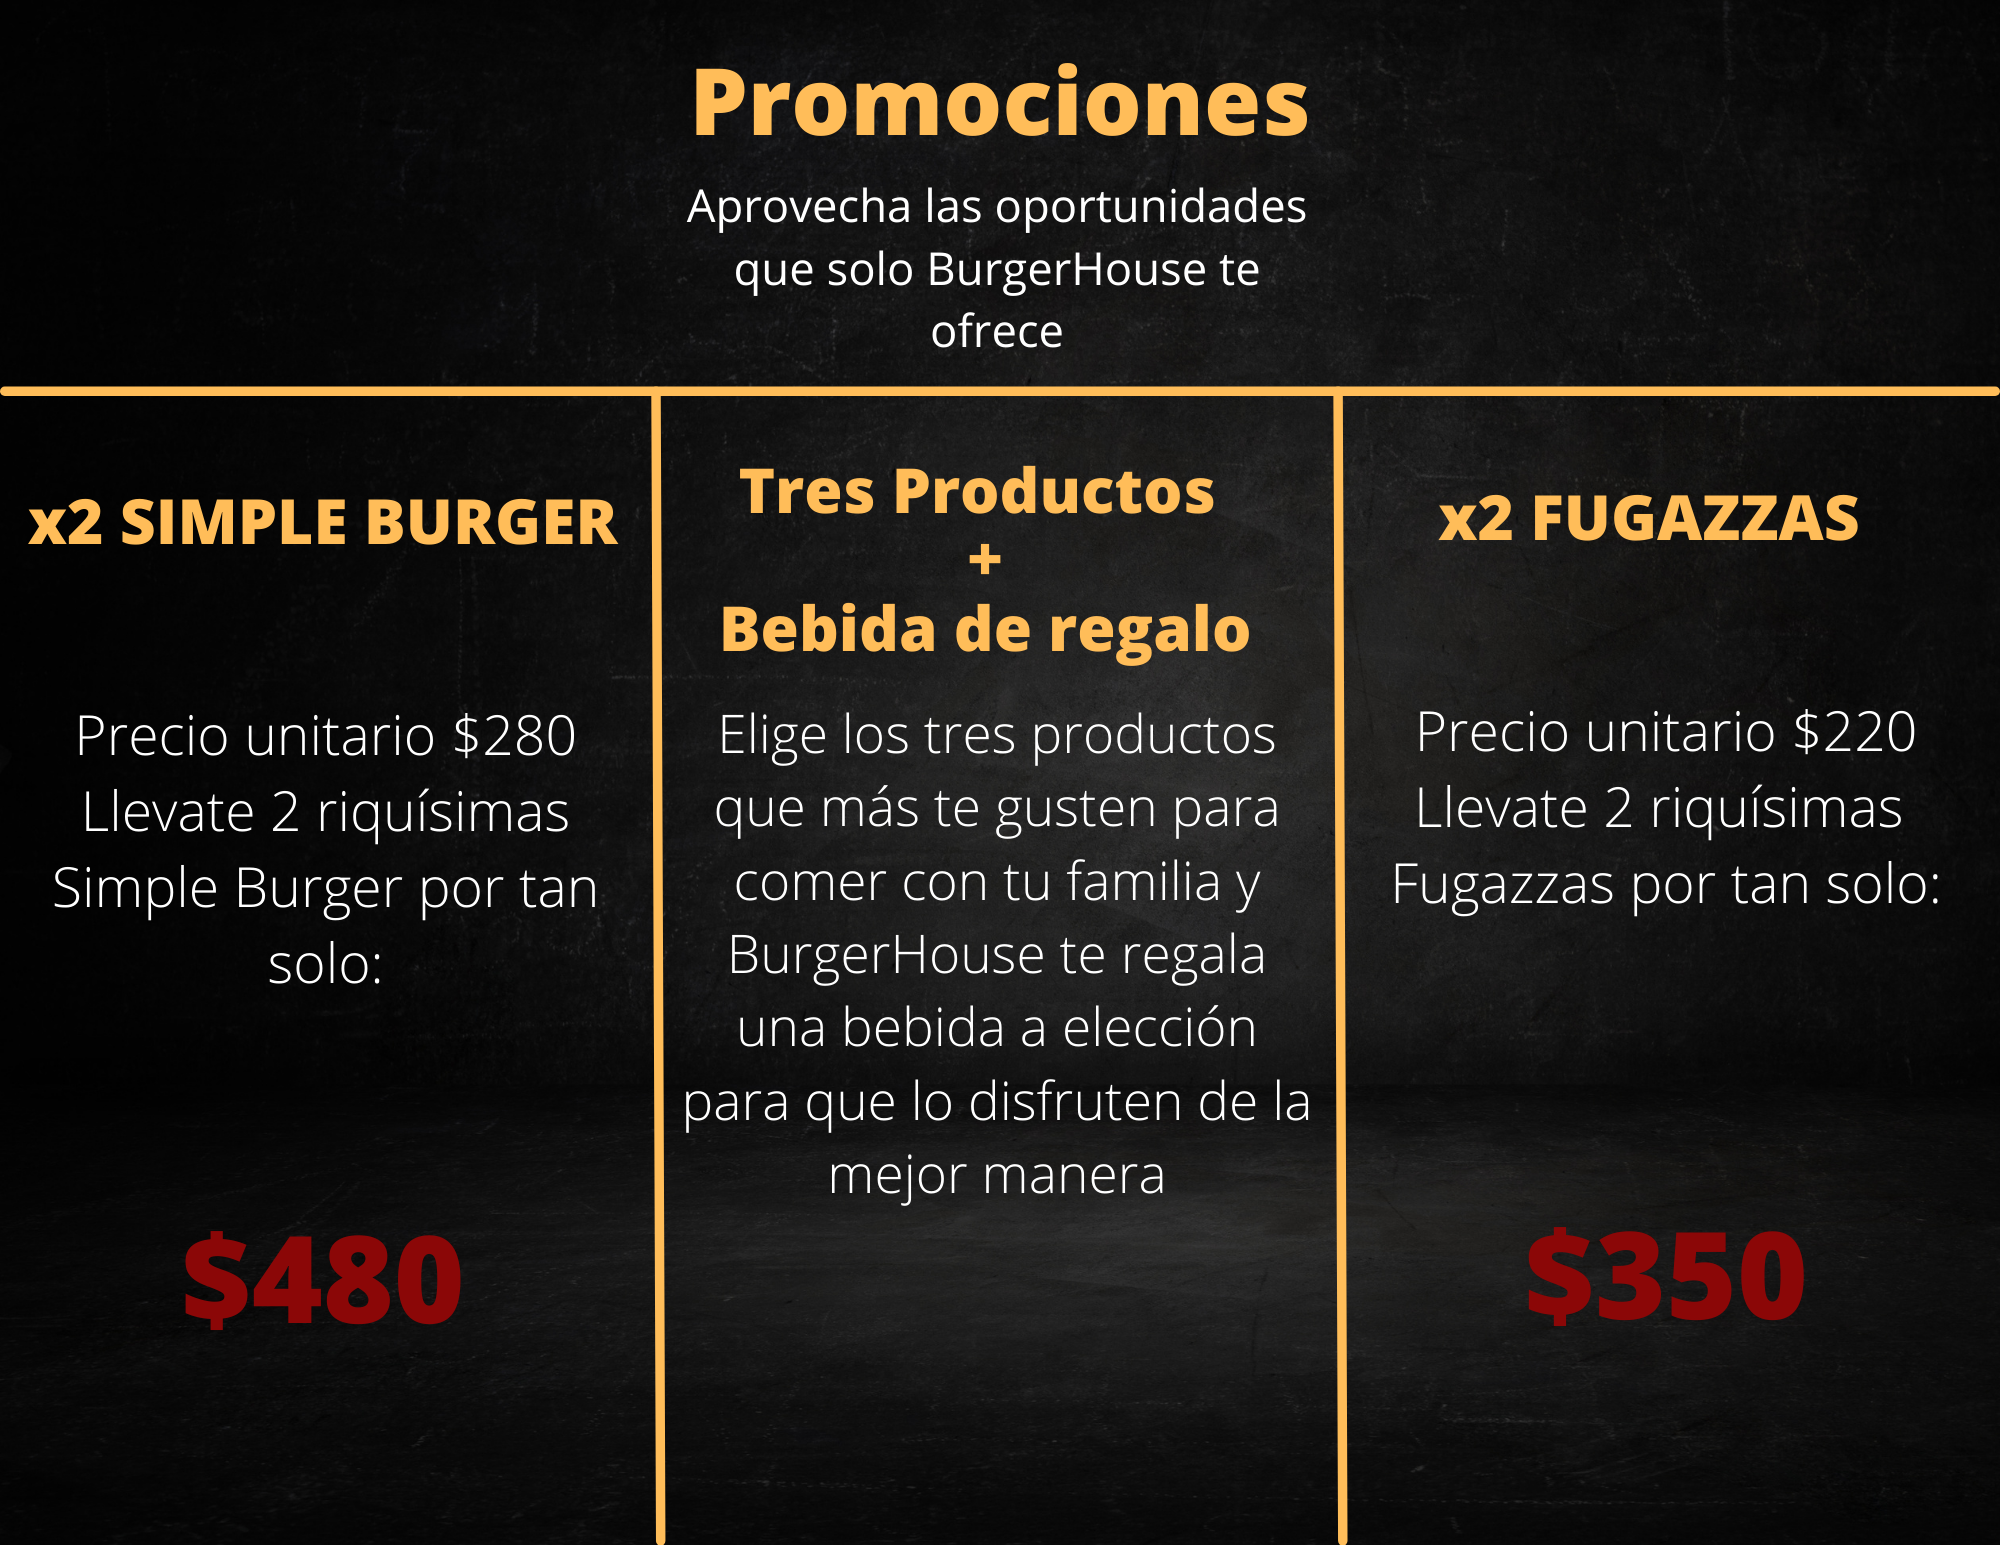 Promociones
Aprovecha las oportunidades
que solo BurgerHouse te
ofrece
x2 SIMPLE BURGER
Precio unitario $280
Llevate 2 riquísimas
Simple Burger por tan
solo:
$480
Tres Productos
+
Bebida de regalo
Elige los tres productos
que más te gusten para
comer con tu familia y
BurgerHouse te regala
una bebida a elección
para que lo disfruten de la
mejor manera
x2 FUGAZZAS
Precio unitario $220
Llevate 2 riquísimas
Fugazzas por tan solo:
$350